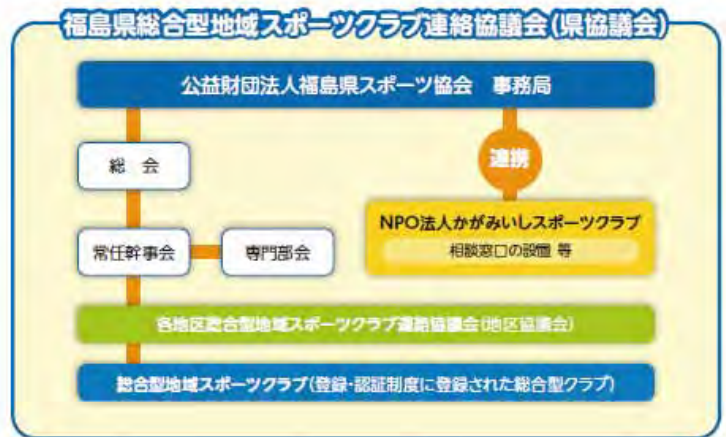 福島県総合型地域スポーツクラブ連絡協議会(県協議会)
公益財団法人福島県スポーツ協会　事務局
総　会
連携
NPO法人かがみいしスポーツクラブ
相談窓口の設置 等
常任幹事会
専門部会
各地区総合型地域スポーツクラブ連絡協議会(地区協議会)
総合型地域スポーツクラブ(登録・認証制度に登録された総合型クラブ)